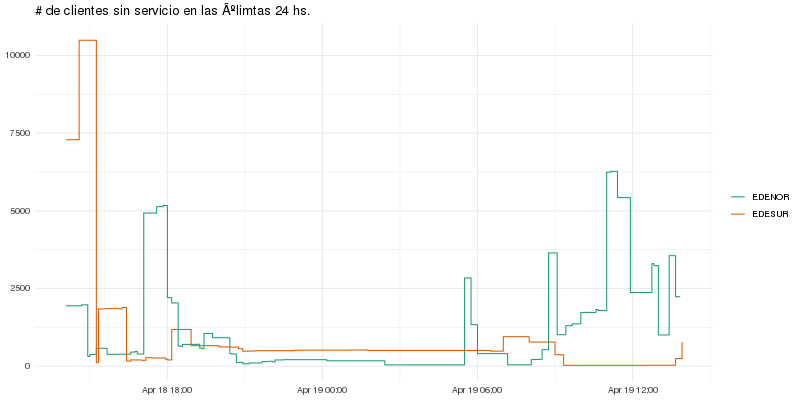 # de clientes sin servicio en las Ãºlimtas 24 hs.
10000
7500
5000
2500
0
Apr 18 18:00
Apr 19 00:00
Apr 19 06:00
Apr 19 12:00
EDENOR
EDESUR